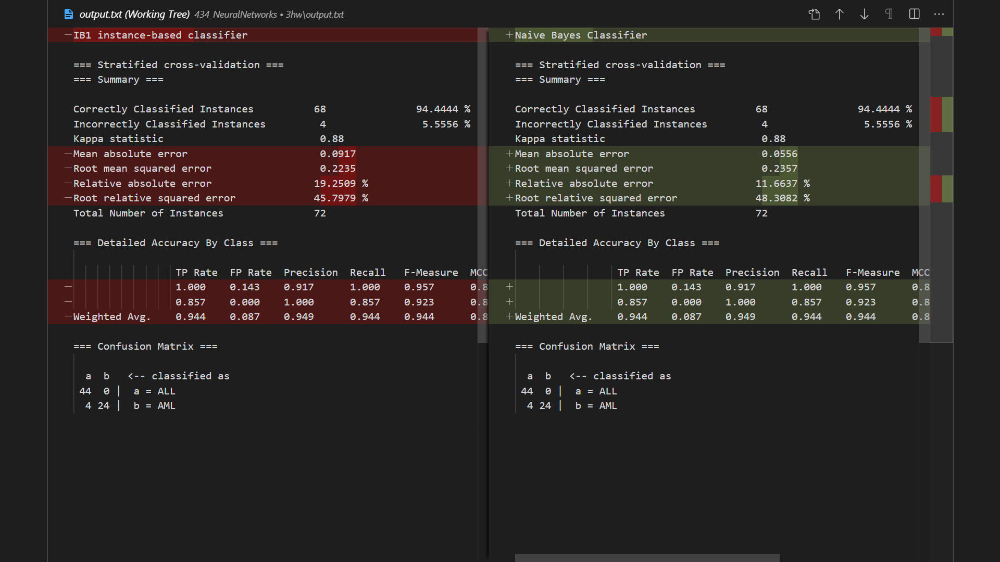 output.txt (Working Tree) 434_NeuralNetworks • 3hw\output.txt
IB1 instance-based classifier
=== Stratified cross-validation ===
=== Summary ===
Correctly Classified Instances 68 94.4444 %
Incorrectly Classified Instances 4 5.5556 %
Kappa statistic 0.88
Mean absolute error 0.0917
Root mean squared error 0.2235
Relative absolute error 19.2509 %
Root relative squared error 45.7979 %
Total Number of Instances 72
=== Detailed Accuracy By Class ===
TP Rate FP Rate Precision Recall F-Measure MCC
1.000 0.143 0.917 1.000 0.957 0.8
0.857 0.000 1.000 0.857 0.923 0.8
Weighted Avg. 0.944 0.087 0.949 0.944 0.944 0.8
=== Confusion Matrix ===
a b <-- classified as
44 0 | a = ALL
4 24 | b = AML
Naive Bayes Classifier
=== Stratified cross-validation ===
=== Summary ===
Correctly Classified Instances 68 94.4444 %
Incorrectly Classified Instances 4 5.5556 %
Kappa statistic 0.88
Mean absolute error 0.0556
Root mean squared error 0.2357
Relative absolute error 11.6637 %
Root relative squared error 48.3082 %
Total Number of Instances 72
=== Detailed Accuracy By Class ===
TP Rate FP Rate Precision Recall F-Measure MCC
1.000 0.143 0.917 1.000 0.957 0.8
0.857 0.000 1.000 0.857 0.923 0.8
Weighted Avg. 0.944 0.087 0.949 0.944 0.944 0.8
=== Confusion Matrix ===
a b <-- classified as
44 0 | a = ALL
4 24 | b = AML